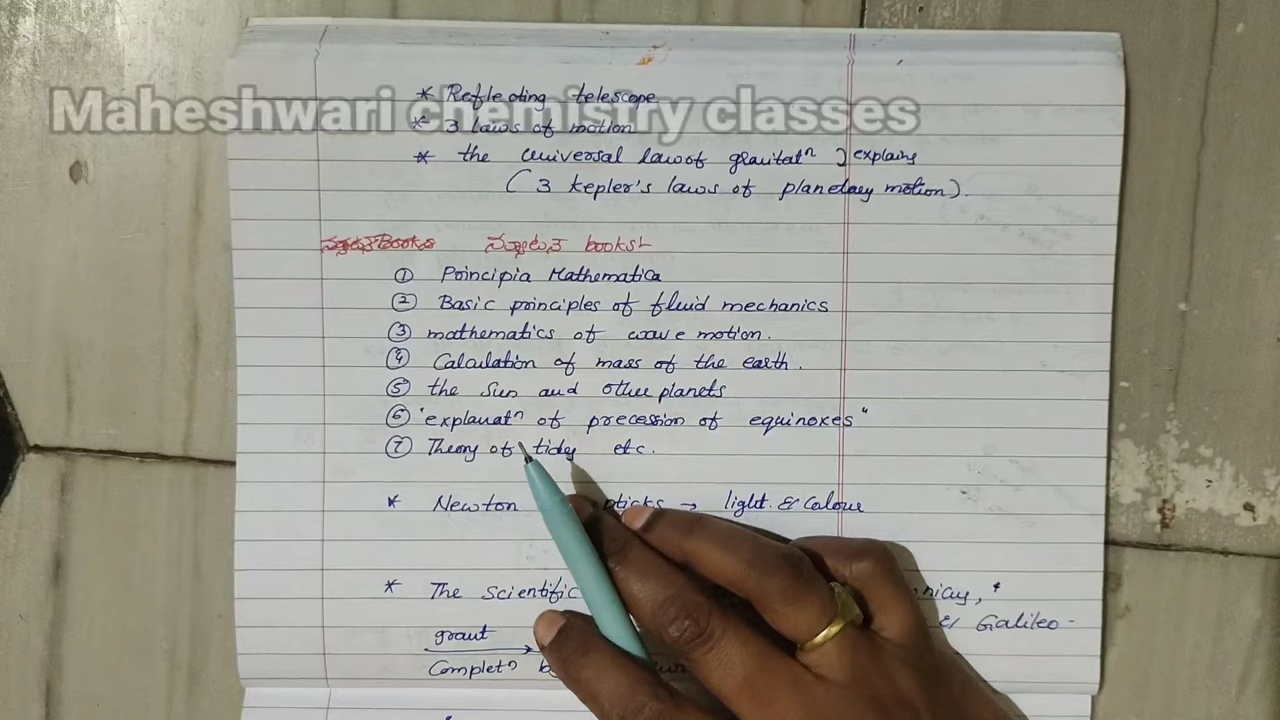 Maheshwari chemistry classes
* Reflecting telescope
* 3 laws of motion
* the universal law of gravitatⁿ } explains
( 3 kepler's laws of planetary motion).
books
① Principia Mathematica
② Basic principles of fluid mechanics
③ mathematics of wave motion.
④ Calculation of mass of the earth.
⑤ the Sun and other planets
⑥ "explanatⁿ of precession of equinoxes"
⑦ Theory of tides etc.
* Newton opticks → light & Colour
* The Scientific
& Galileo -
Completⁿ